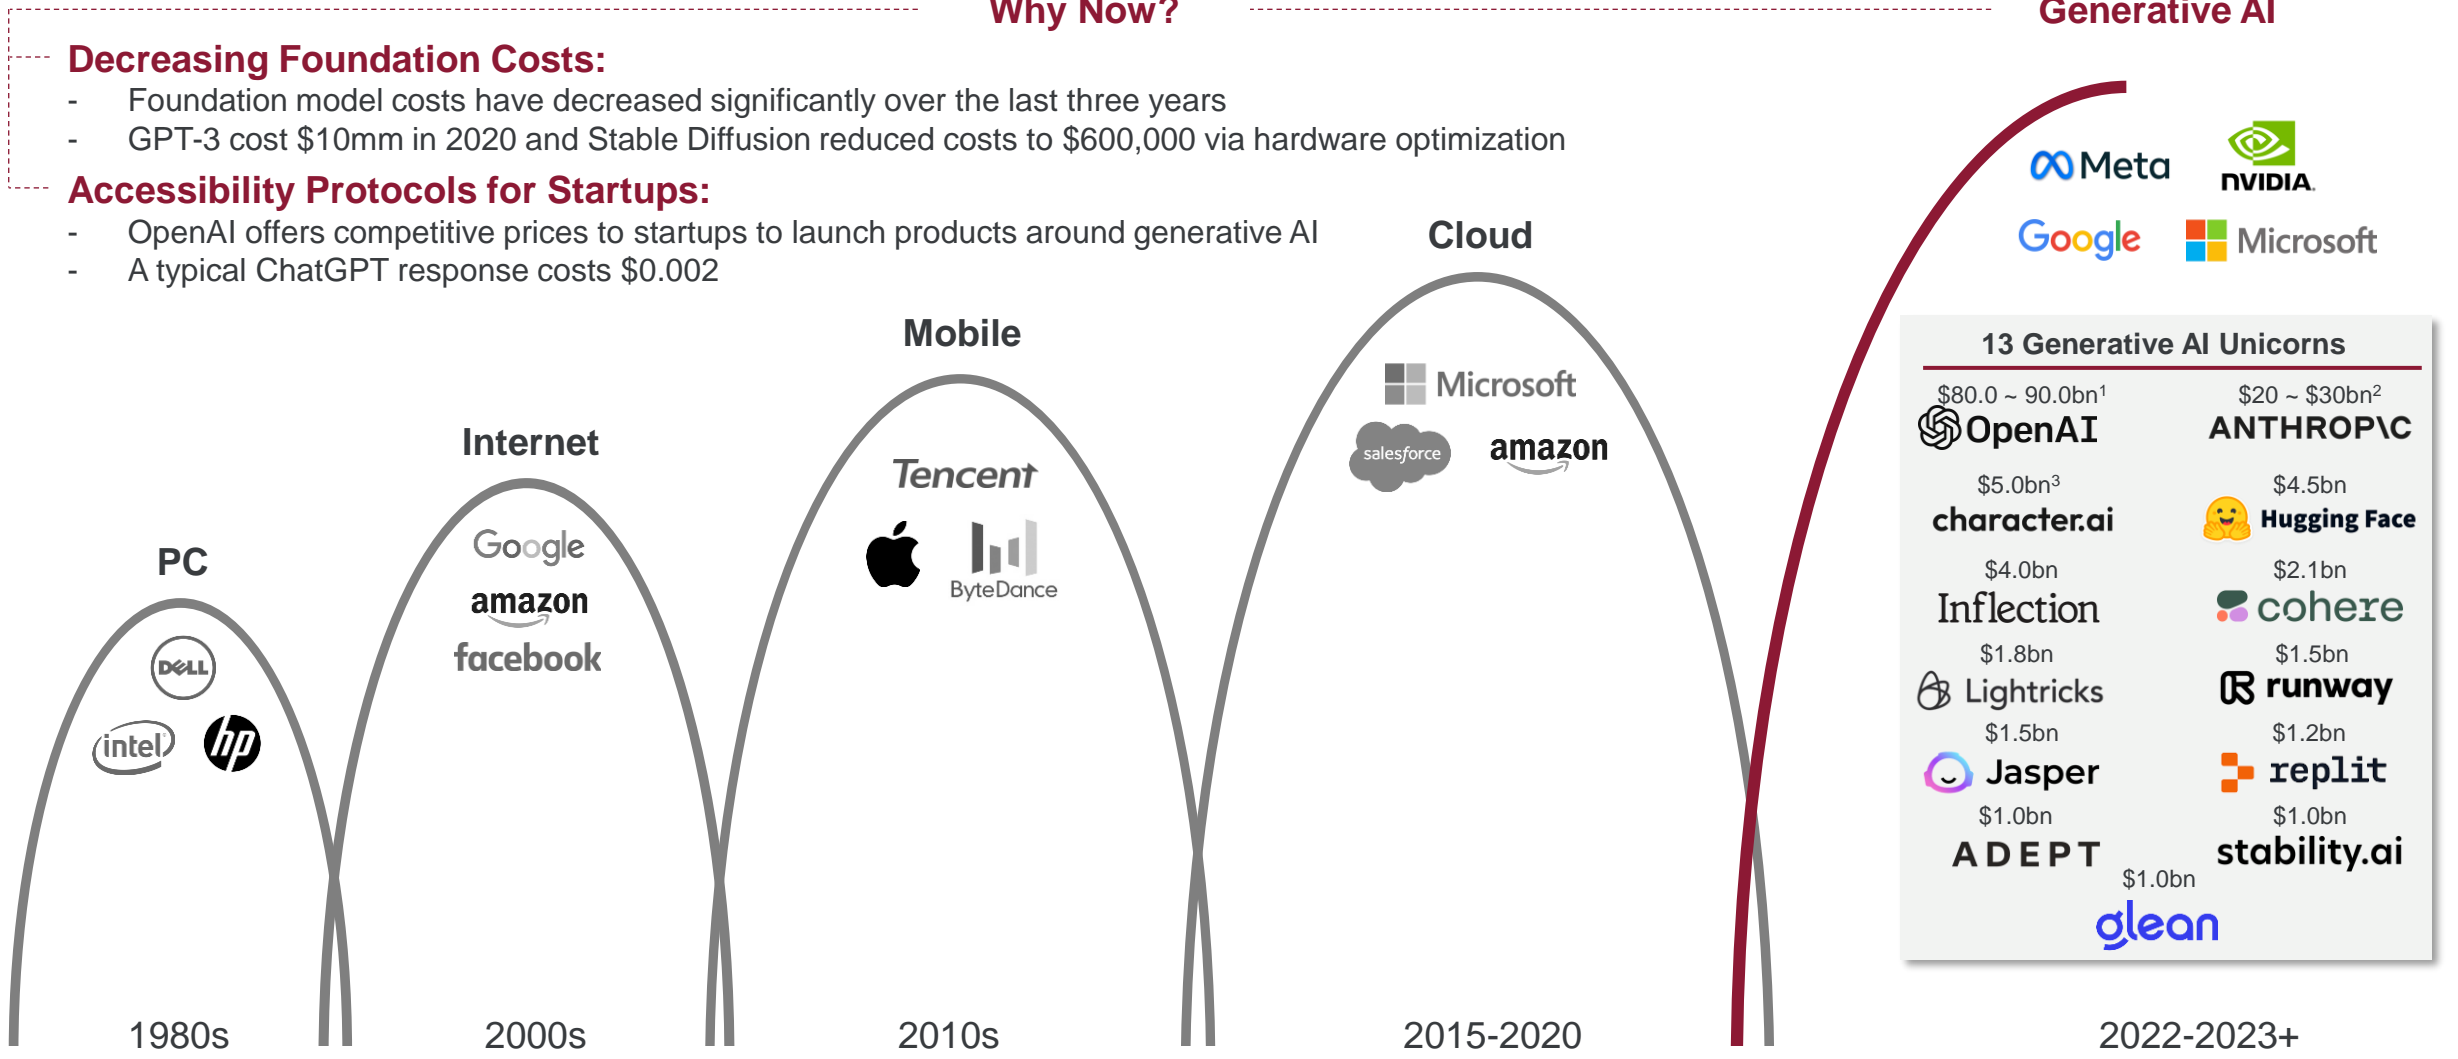 Why Now?
Generative AI
Decreasing Foundation Costs:
- Foundation model costs have decreased significantly over the last three years
- GPT-3 cost $10mm in 2020 and Stable Diffusion reduced costs to $600,000 via hardware optimization
Accessibility Protocols for Startups:
- OpenAI offers competitive prices to startups to launch products around generative AI
- A typical ChatGPT response costs $0.002
PC
DELL
intel
hp
1980s
Internet
Google
amazon
facebook
2000s
Mobile
Tencent
ByteDance
2010s
Cloud
Microsoft
salesforce
amazon
2015-2020
Meta
NVIDIA.
Google
Microsoft
13 Generative AI Unicorns
$80.0 ~ 90.0bn¹
OpenAI
$20 ~ $30bn²
ANTHROP\C
$5.0bn³
character.ai
$4.5bn
Hugging Face
$4.0bn
Inflection
$2.1bn
cohere
$1.8bn
Lightricks
$1.5bn
runway
$1.5bn
Jasper
$1.2bn
replit
$1.0bn
ADEPT
$1.0bn
stability.ai
$1.0bn
glean
2022-2023+